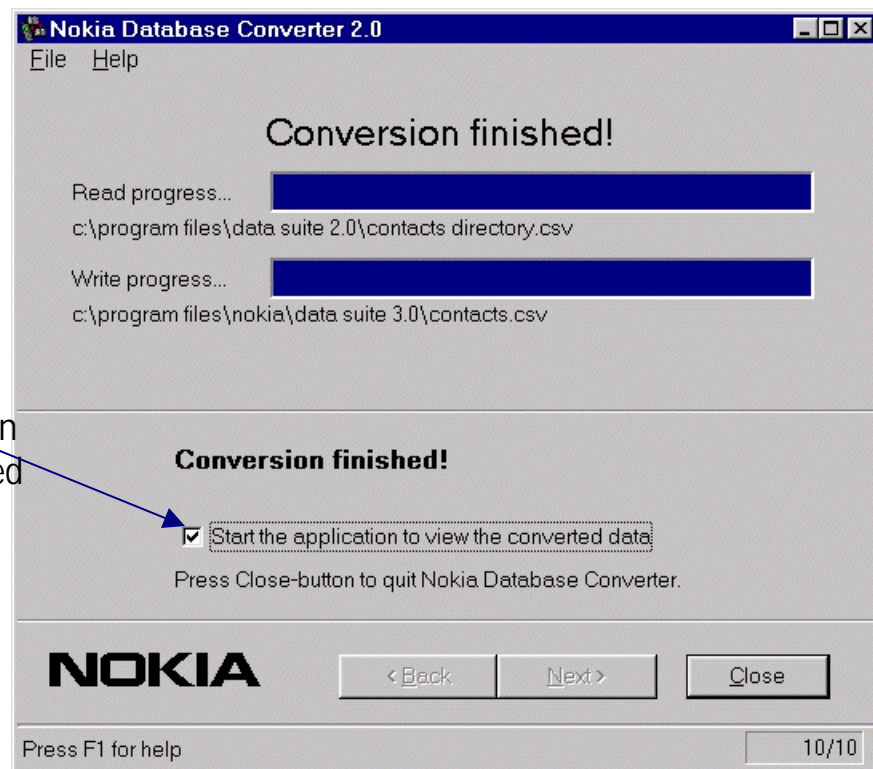 Nokia Database Converter 2.0
File Help
Conversion finished!
Read progress...
c:\program files\data suite 2.0\contacts directory.csv
Write progress...
c:\program files\nokia\data suite 3.0\contacts.csv
Conversion finished!
Start the application to view the converted data
Press Close-button to quit Nokia Database Converter.
NOKIA
< Back Next > Close
Press F1 for help 10/10